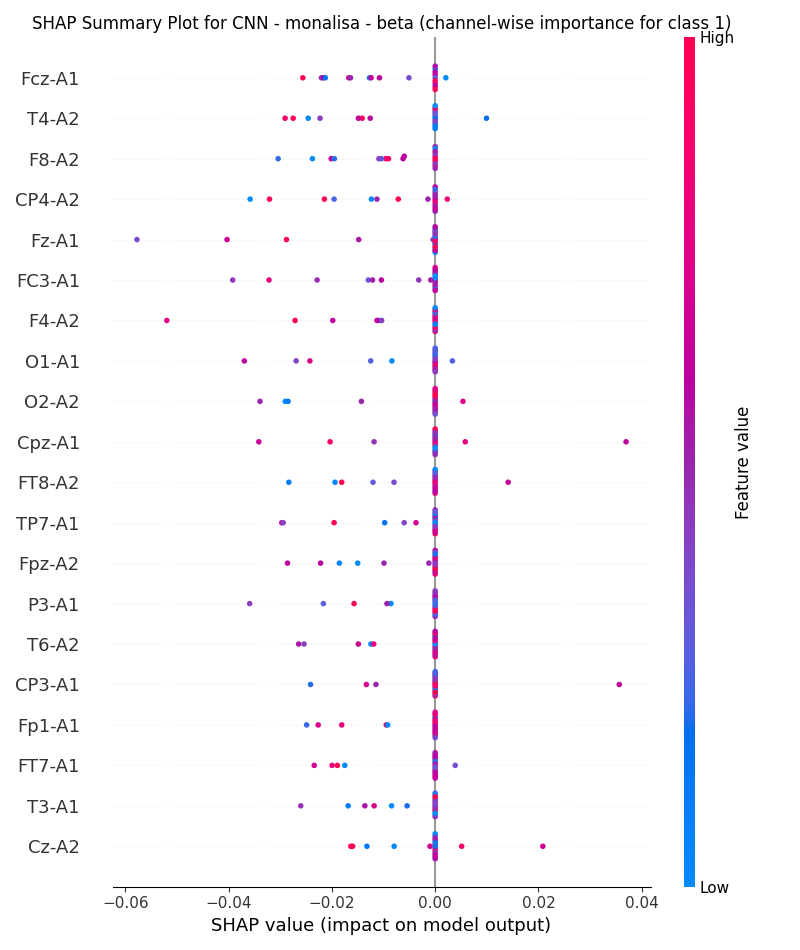 SHAP Summary Plot for CNN - monalisa - beta (channel-wise importance for class 1)
High
Fcz-A1
T4-A2
F8-A2
CP4-A2
Fz-A1
FC3-A1
F4-A2
O1-A1
O2-A2
Cpz-A1
FT8-A2
TP7-A1
Fpz-A2
P3-A1
T6-A2
CP3-A1
Fp1-A1
FT7-A1
T3-A1
Cz-A2
Feature value
Low
−0.06 −0.04 −0.02 0.00 0.02 0.04
SHAP value (impact on model output)